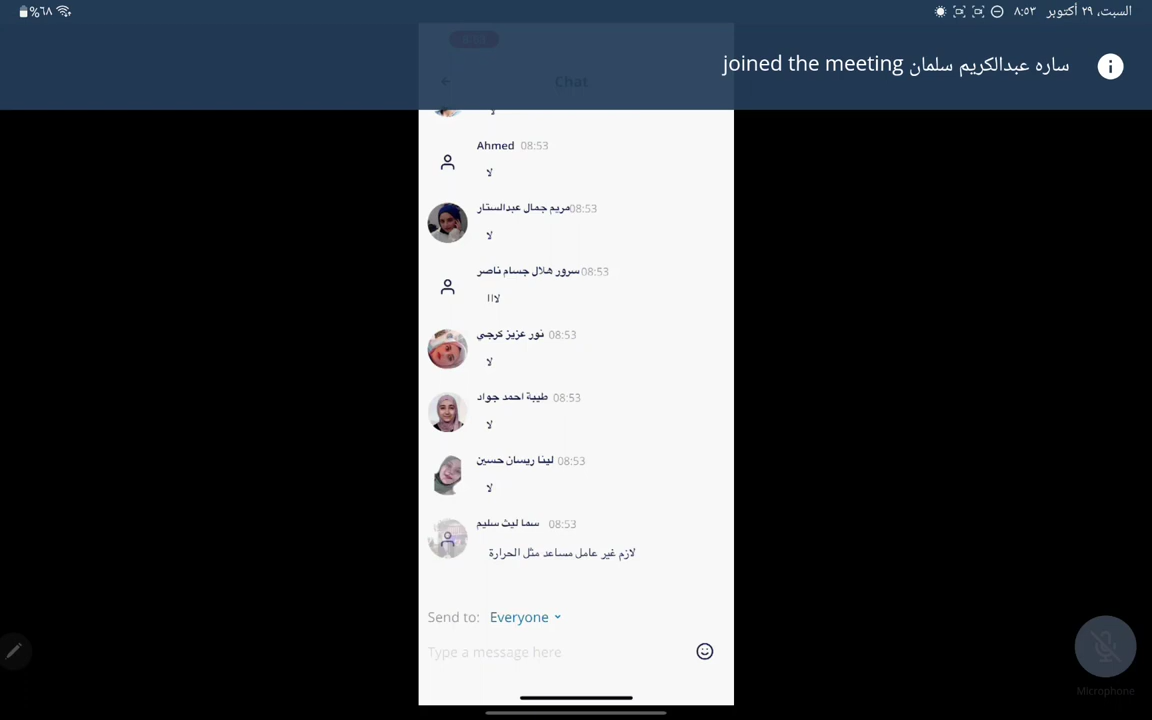 السبت، ٢٩ أكتوبر ٨:٥٣
%٦٨
ساره عبدالكريم سلمان joined the meeting
Chat
لا
Ahmed 08:53
لا
مريم جمال عبدالستار 08:53
لا
سرور هلال جسام ناصر 08:53
لااا
نور عزيز كرجي 08:53
لا
طيبة احمد جواد 08:53
لا
لينا ريسان حسين 08:53
لا
سما ليث سليم 08:53
لازم غير عامل مساعد مثل الحرارة
Send to: Everyone
Type a message here
Microphone